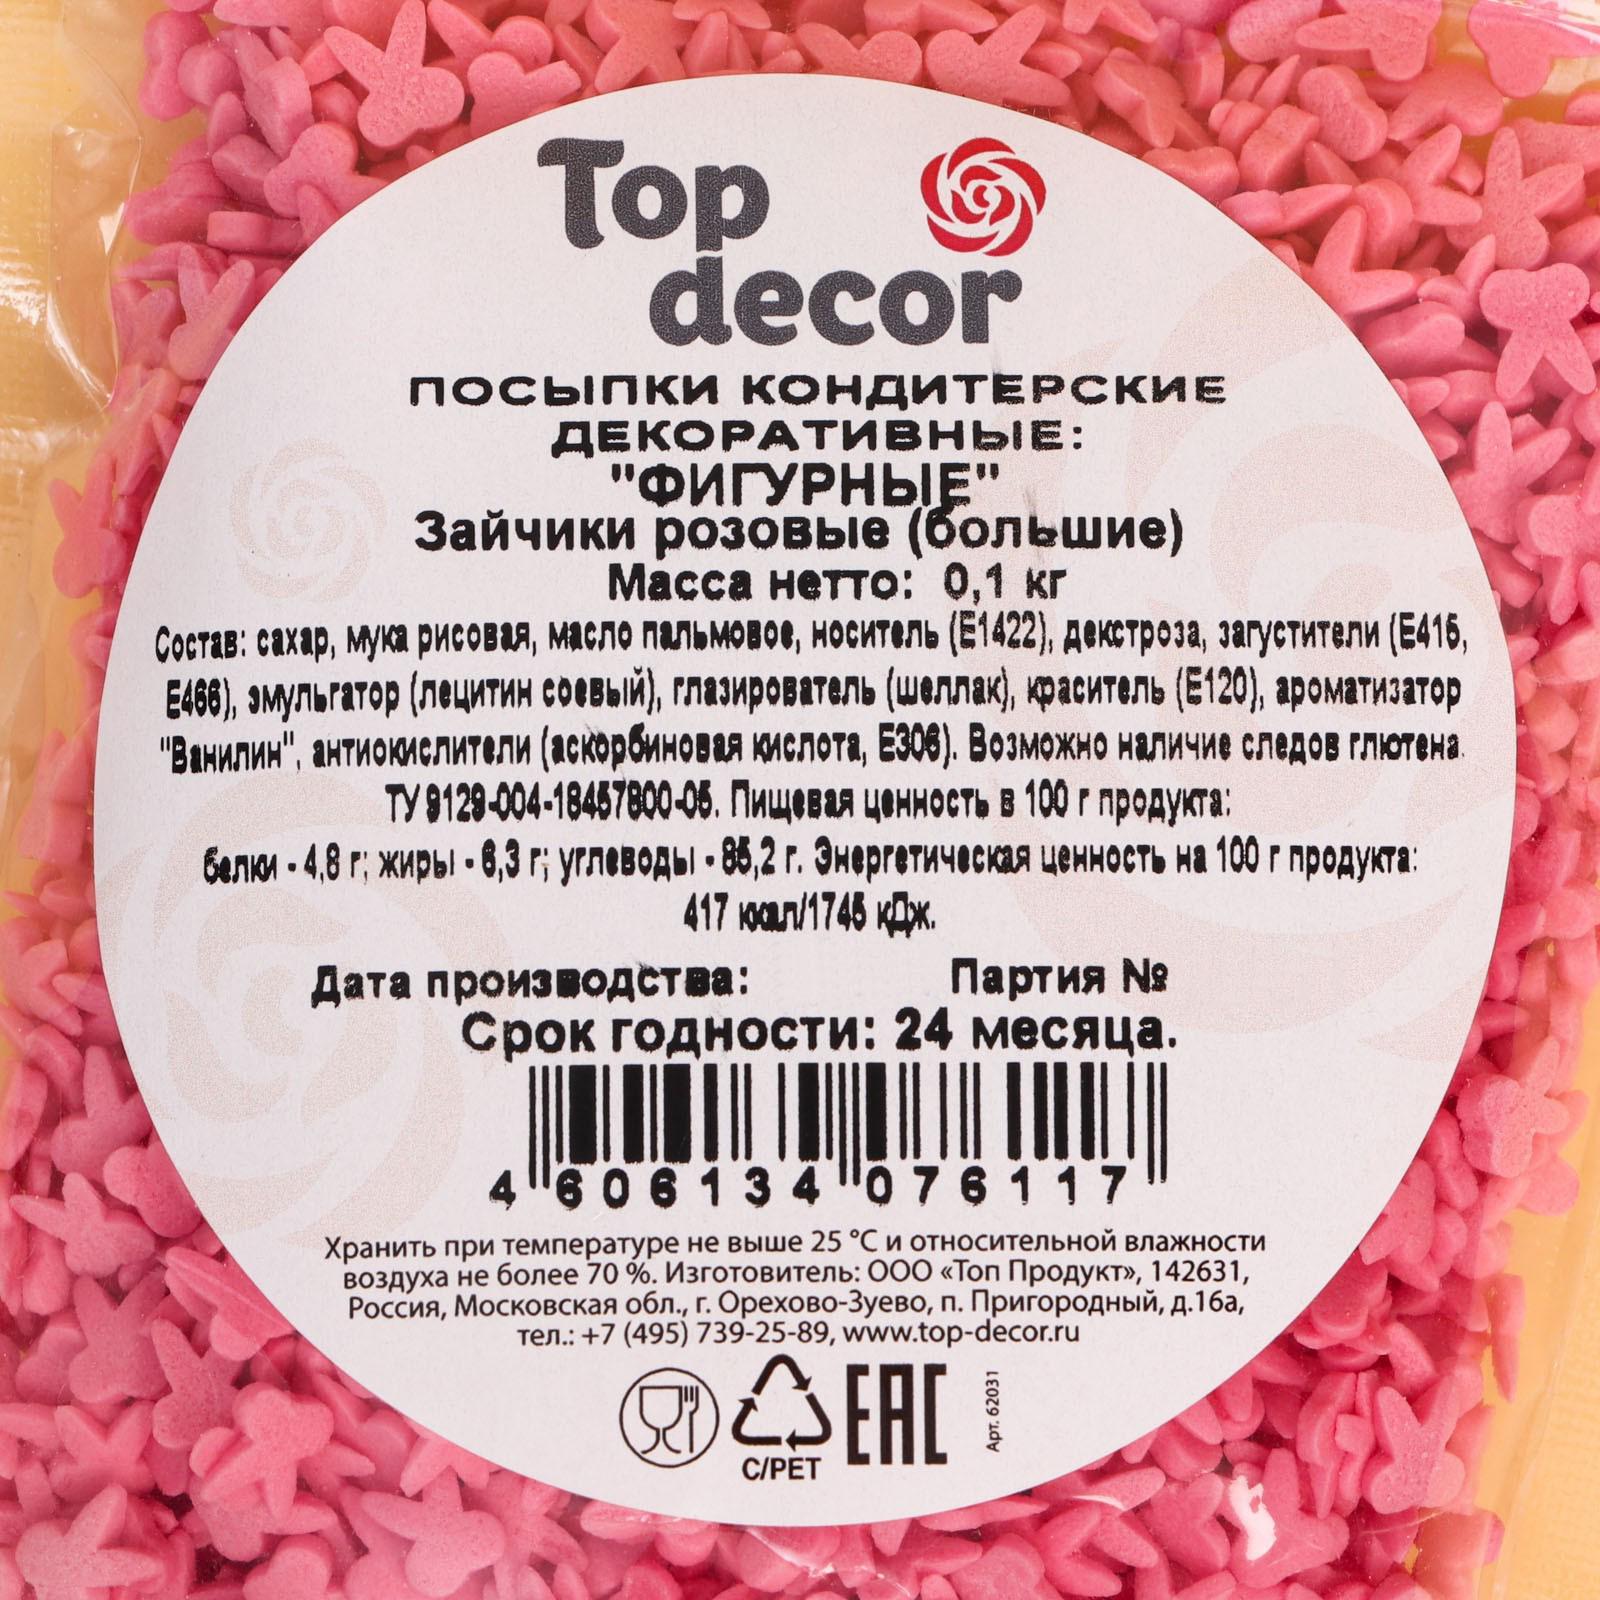 Top
decor
ПОСЫПКИ КОНДИТЕРСКИЕ
ДЕКОРАТИВНЫЕ:
"ФИГУРНЫЕ"
Зайчики розовые (большие)
Масса нетто: 0,1 кг
Состав: сахар, мука рисовая, масло пальмовое, носитель (Е1422), декстроза, загустители (Е415,
Е466), эмульгатор (лецитин соевый), глазирователь (шеллак), краситель (Е120), ароматизатор
"Ванилин", антиокислители (аскорбиновая кислота, Е306). Возможно наличие следов глютена.
ТУ 9129-004-18457800-05. Пищевая ценность в 100 г продукта:
белки - 4,8 г; жиры - 6,3 г; углеводы - 85,2 г. Энергетическая ценность на 100 г продукта:
417 ккал/1745 кДж.
Дата производства: Партия №
Срок годности: 24 месяца.
4 606134 076117
Хранить при температуре не выше 25 °С и относительной влажности
воздуха не более 70 %. Изготовитель: ООО «Топ Продукт», 142631,
Россия, Московская обл., г. Орехово-Зуево, п. Пригородный, д.16а,
тел.: +7 (495) 739-25-89, www.top-decor.ru
C/PET
EAC
Арт. 62031